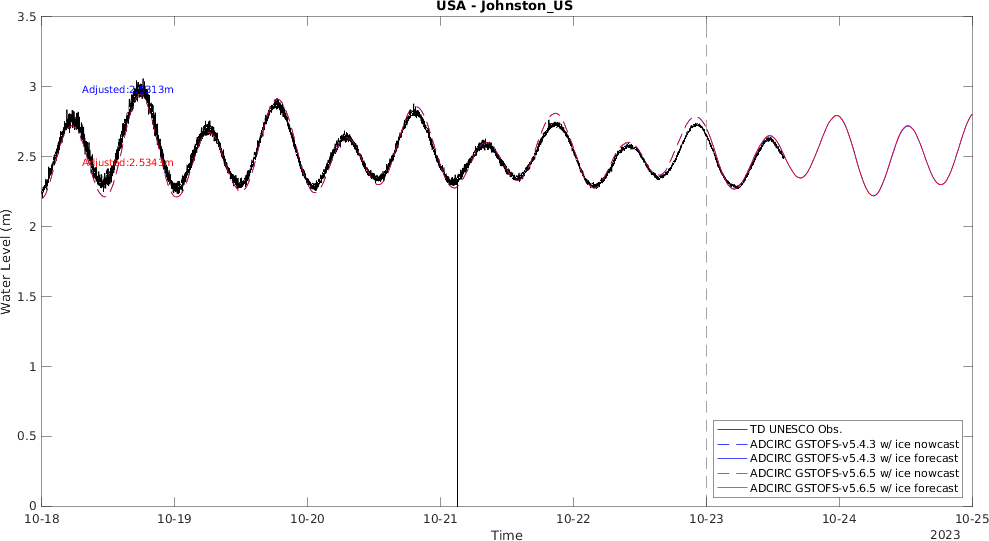 USA - Johnston_US
3.5
3
2.5
2
1.5
1
0.5
0
Water Level (m)
Adjusted:2.5313m
Adjusted:2.5343m
TD UNESCO Obs.
ADCIRC GSTOFS-v5.4.3 w/ ice nowcast
ADCIRC GSTOFS-v5.4.3 w/ ice forecast
ADCIRC GSTOFS-v5.6.5 w/ ice nowcast
ADCIRC GSTOFS-v5.6.5 w/ ice forecast
10-18 10-19 10-20 10-21 10-22 10-23 10-24 10-25
Time
2023